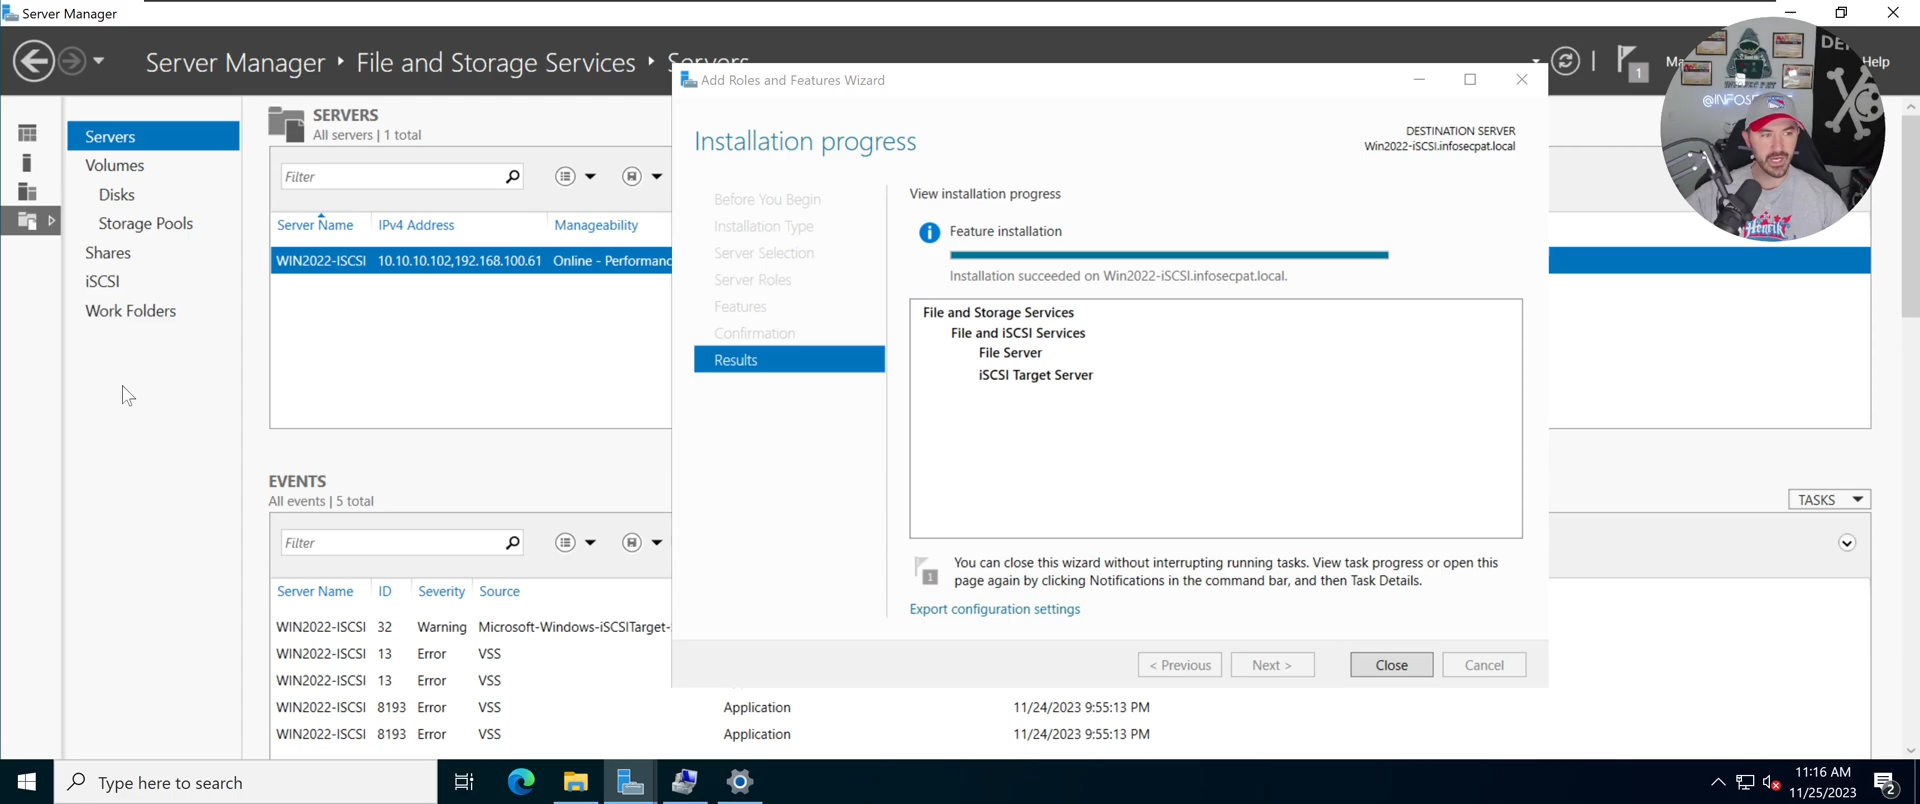 Server Manager
Server Manager ‣ File and Storage Services ‣ Servers
1
Help
@INFOSE
Servers
Volumes
Disks
Storage Pools
Shares
iSCSI
Work Folders
SERVERS
All servers | 1 total
Filter
Server Name IPv4 Address Manageability
WIN2022-ISCSI 10.10.10.102,192.168.100.61 Online - Performanc
EVENTS
All events | 5 total
TASKS
Filter
Server Name ID Severity Source
WIN2022-ISCSI 32 Warning Microsoft-Windows-iSCSITarget-
WIN2022-ISCSI 13 Error VSS
WIN2022-ISCSI 13 Error VSS
WIN2022-ISCSI 8193 Error VSS Application 11/24/2023 9:55:13 PM
WIN2022-ISCSI 8193 Error VSS Application 11/24/2023 9:55:13 PM
Add Roles and Features Wizard
Installation progress
DESTINATION SERVER
Win2022-iSCSI.infosecpat.local
Before You Begin
Installation Type
Server Selection
Server Roles
Features
Confirmation
Results
View installation progress
Feature installation
Installation succeeded on Win2022-iSCSI.infosecpat.local.
File and Storage Services
File and iSCSI Services
File Server
iSCSI Target Server
1
You can close this wizard without interrupting running tasks. View task progress or open this
page again by clicking Notifications in the command bar, and then Task Details.
Export configuration settings
< Previous Next > Close Cancel
Type here to search
11:16 AM
11/25/2023
2